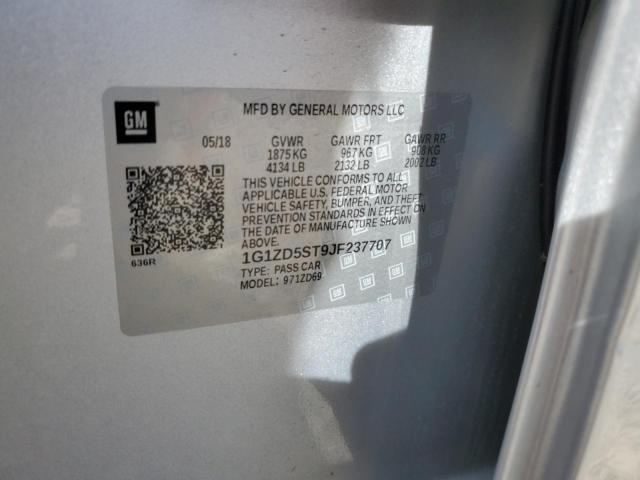 GM
MFD BY GENERAL MOTORS LLC
05/18 GVWR GAWR FRT GAWR RR
1875 KG 967 KG 908 KG
4134 LB 2132 LB 2002 LB
THIS VEHICLE CONFORMS TO ALL
APPLICABLE U.S. FEDERAL MOTOR
VEHICLE SAFETY, BUMPER, AND THEFT
PREVENTION STANDARDS IN EFFECT ON
THE DATE OF MANUFACTURE SHOWN
ABOVE.
636R
1G1ZD5ST9JF237707
TYPE: PASS CAR
MODEL: 971ZD69